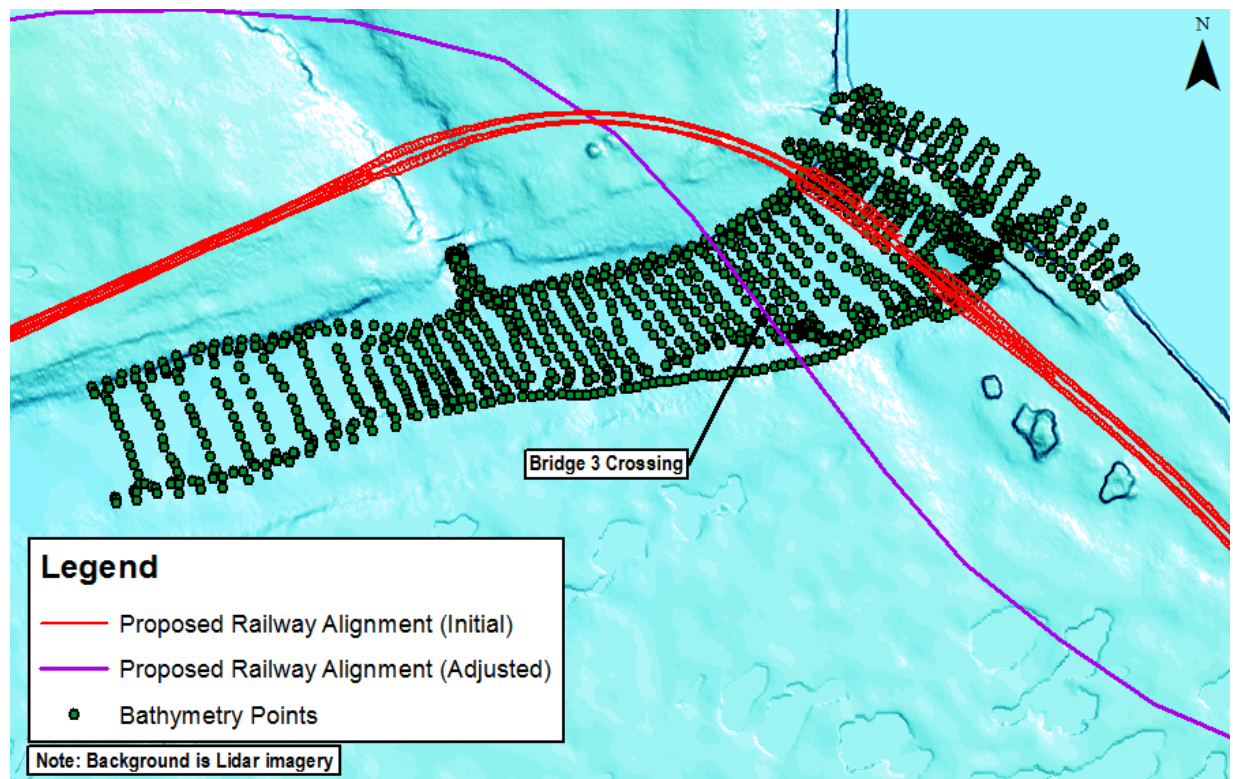 N
Bridge 3 Crossing
Legend
Proposed Railway Alignment (Initial)
Proposed Railway Alignment (Adjusted)
Bathymetry Points
Note: Background is Lidar imagery